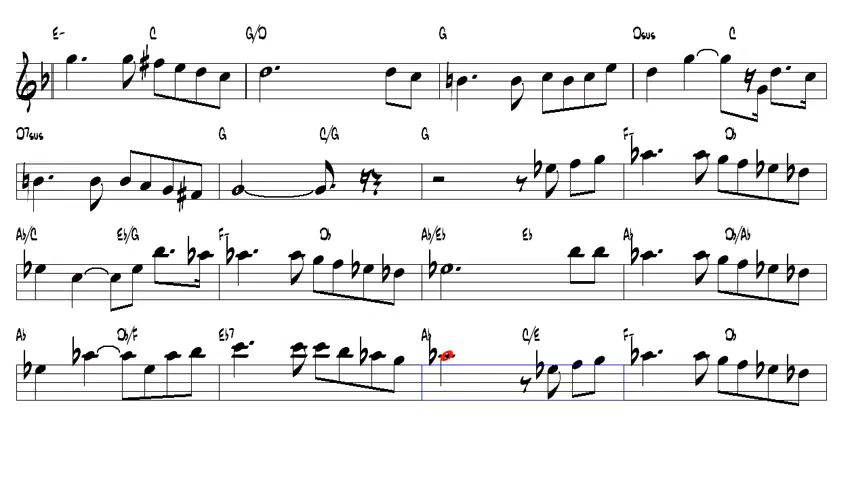 E- C G/D G Dsus C
D7sus G C/G G F- Db
Ab/C Eb/G F- Db Ab/Eb Eb Ab Db/Ab
Ab Db/F Eb7 Ab C/E F- Db